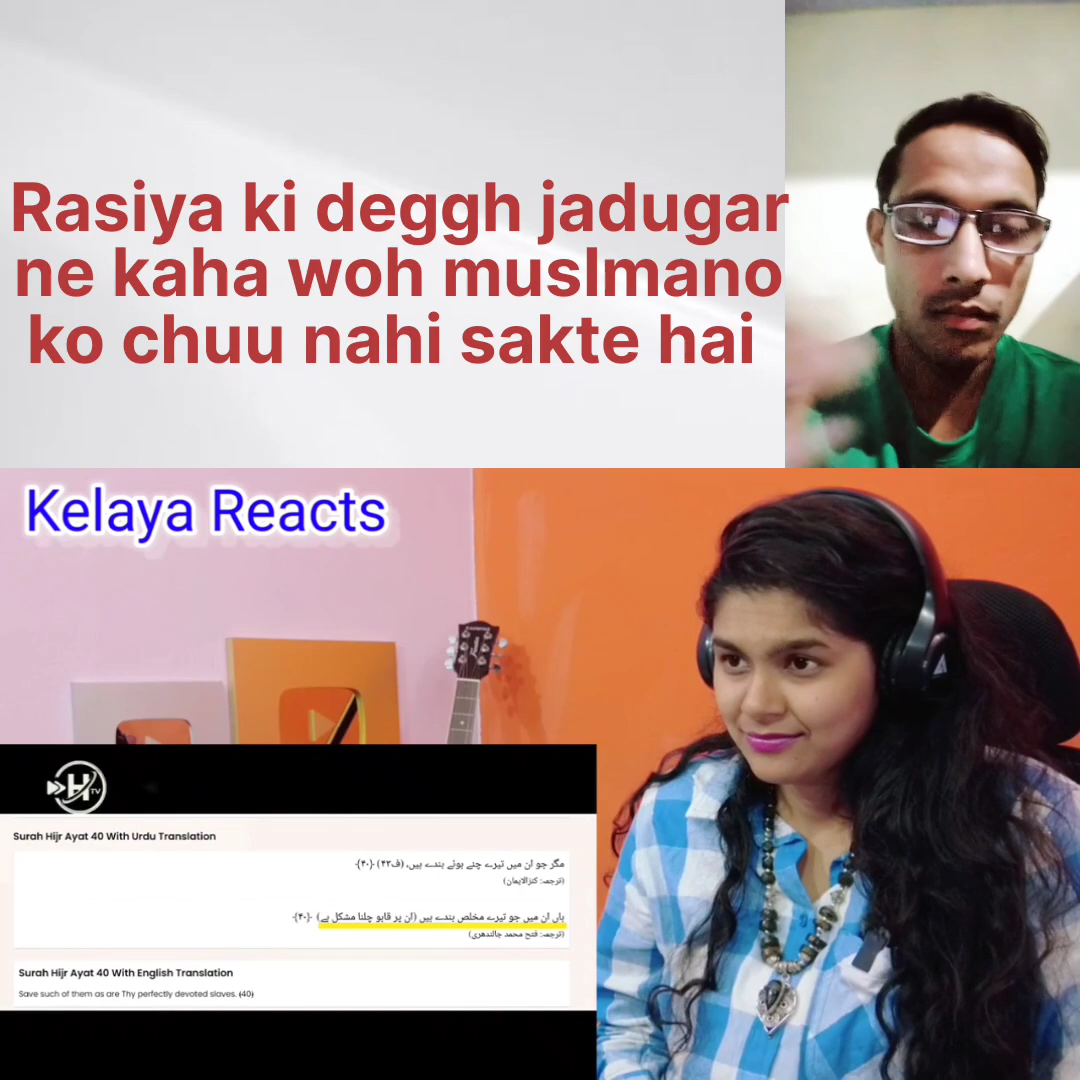 Rasiya ki deggh jadugar
ne kaha woh muslmano
ko chuu nahi sakte hai
Kelaya Reacts
H TV
Surah Hijr Ayat 40 With Urdu Translation
مگر جو ان میں تیرے چنے ہوئے بندے ہیں، (ف۴۳) ﴿۴۰﴾
(ترجمہ: کنزالایمان)
ہاں ان میں جو تیرے مخلص بندے ہیں (ان پر قابو چلنا مشکل ہے) ﴿۴۰﴾
(ترجمہ: فتح محمد جالندھری)
Surah Hijr Ayat 40 With English Translation
Save such of them as are Thy perfectly devoted slaves. (40)